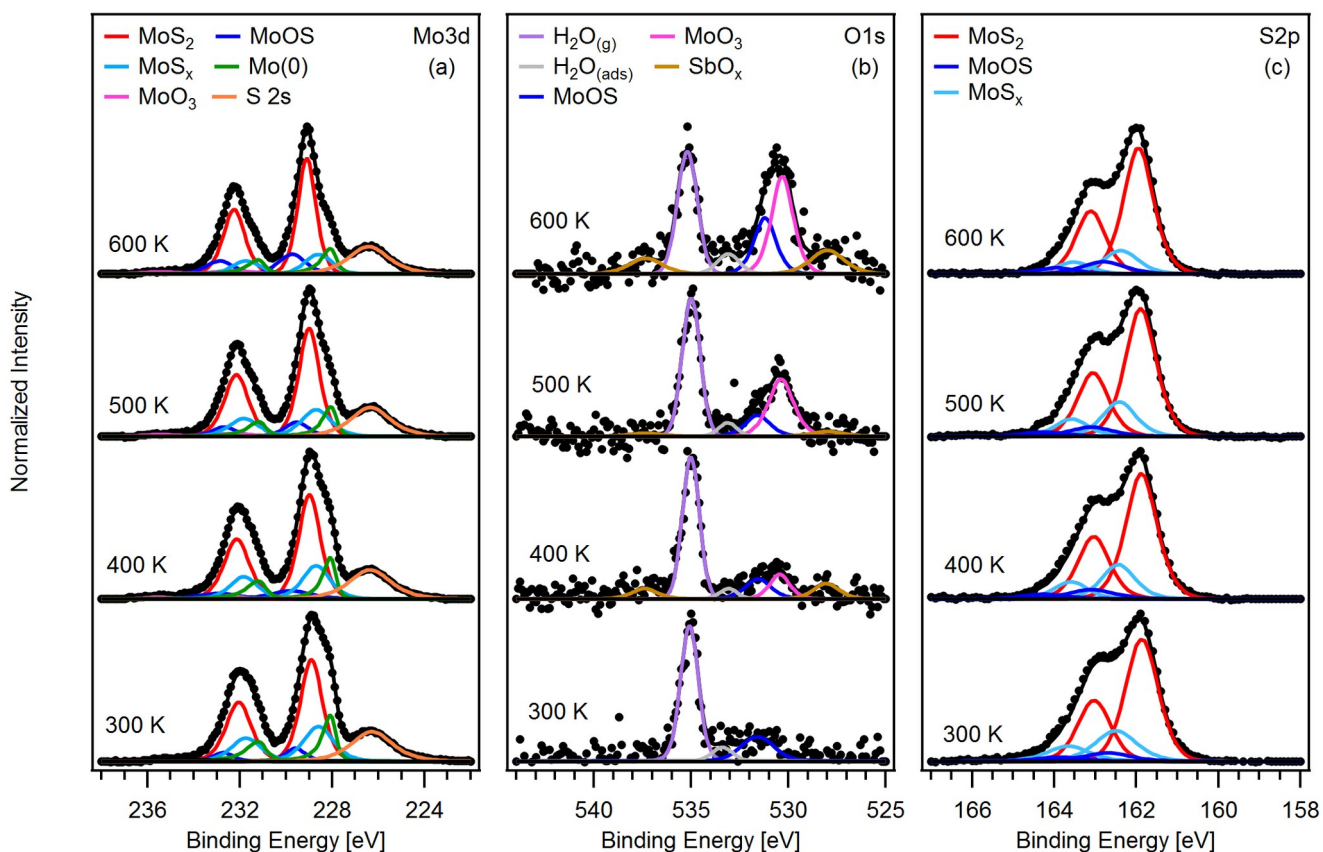 Normalized Intensity
MoS2 MoOS Mo3d
MoSx Mo(0) (a)
MoO3 S 2s
600 K
500 K
400 K
300 K
236 232 228 224
Binding Energy [eV]
H2O(g) MoO3 O1s
H2O(ads) SbOx (b)
MoOS
600 K
500 K
400 K
300 K
540 535 530 525
Binding Energy [eV]
MoS2 S2p
MoOS (c)
MoSx
600 K
500 K
400 K
300 K
166 164 162 160 158
Binding Energy [eV]